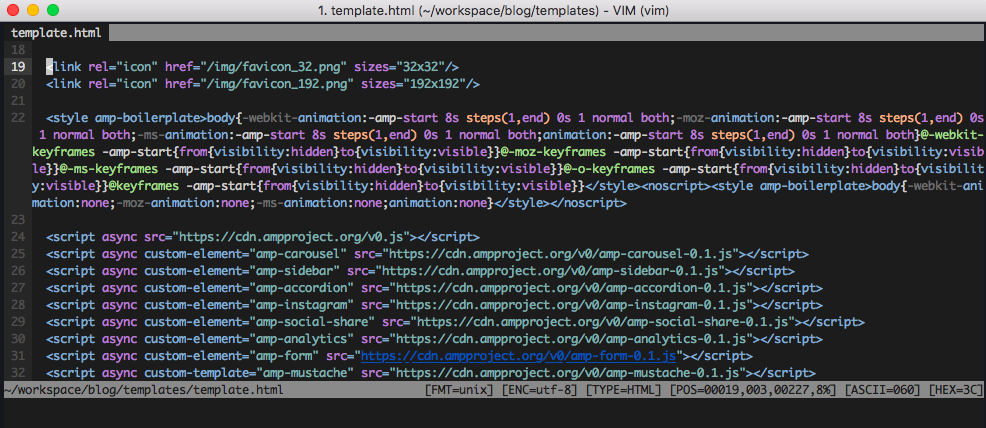 1. template.html (~/workspace/blog/templates) - VIM (vim)
template.html
18
19 <link rel="icon" href="/img/favicon_32.png" sizes="32x32"/>
20 <link rel="icon" href="/img/favicon_192.png" sizes="192x192"/>
21
22 <style amp-boilerplate>body{-webkit-animation:-amp-start 8s steps(1,end) 0s 1 normal both;-moz-animation:-amp-start 8s steps(1,end) 0s
1 normal both;-ms-animation:-amp-start 8s steps(1,end) 0s 1 normal both;animation:-amp-start 8s steps(1,end) 0s 1 normal both}@-webkit-
keyframes -amp-start{from{visibility:hidden}to{visibility:visible}}@-moz-keyframes -amp-start{from{visibility:hidden}to{visibility:visib
le}}@-ms-keyframes -amp-start{from{visibility:hidden}to{visibility:visible}}@-o-keyframes -amp-start{from{visibility:hidden}to{visibilit
y:visible}}@keyframes -amp-start{from{visibility:hidden}to{visibility:visible}}</style><noscript><style amp-boilerplate>body{-webkit-ani
mation:none;-moz-animation:none;-ms-animation:none;animation:none}</style></noscript>
23
24 <script async src="https://cdn.ampproject.org/v0.js"></script>
25 <script async custom-element="amp-carousel" src="https://cdn.ampproject.org/v0/amp-carousel-0.1.js"></script>
26 <script async custom-element="amp-sidebar" src="https://cdn.ampproject.org/v0/amp-sidebar-0.1.js"></script>
27 <script async custom-element="amp-accordion" src="https://cdn.ampproject.org/v0/amp-accordion-0.1.js"></script>
28 <script async custom-element="amp-instagram" src="https://cdn.ampproject.org/v0/amp-instagram-0.1.js"></script>
29 <script async custom-element="amp-social-share" src="https://cdn.ampproject.org/v0/amp-social-share-0.1.js"></script>
30 <script async custom-element="amp-analytics" src="https://cdn.ampproject.org/v0/amp-analytics-0.1.js"></script>
31 <script async custom-element="amp-form" src="https://cdn.ampproject.org/v0/amp-form-0.1.js"></script>
32 <script async custom-template="amp-mustache" src="https://cdn.ampproject.org/v0/amp-mustache-0.1.js"></script>
~/workspace/blog/templates/template.html [FMT=unix] [ENC=utf-8] [TYPE=HTML] [POS=00019,003,00227,8%] [ASCII=060] [HEX=3C]